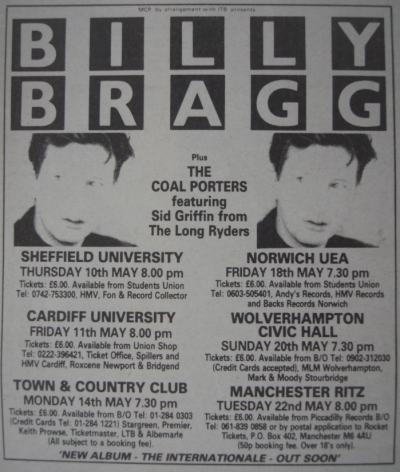 MCP by arrangement with ITB presents
BILLY
BRAGG
Plus
THE
COAL PORTERS
featuring
Sid Griffin from
The Long Ryders
SHEFFIELD UNIVERSITY
THURSDAY 10th MAY 8.00 pm
Tickets: £6.00. Available from Students Union
Tel: 0742-753300, HMV, Fon & Record Collector
CARDIFF UNIVERSITY
FRIDAY 11th MAY 8.00 pm
Tickets: £6.00. Available from Union Shop
Tel: 0222-396421, Ticket Office, Spillers and
HMV Cardiff, Roxcene Newport & Bridgend
TOWN & COUNTRY CLUB
MONDAY 14th MAY 7.30 pm
Tickets: £6.00. Available from B/O Tel: 01-284 0303
(Credit Cards Tel: 01-284 1221) Stargreen, Premier,
Keith Prowse, Ticketmaster, LTB & Albemarle
(All subject to a booking fee).
NORWICH UEA
FRIDAY 18th MAY 7.30 pm
Tickets: £6.00. Available from Students Union
Tel: 0603-505401, Andy's Records, HMV Records
and Backs Records Norwich
WOLVERHAMPTON
CIVIC HALL
SUNDAY 20th MAY 7.30 pm
Tickets: £6.00. Available from B/O Tel: 0902-312030
(Credit Cards accepted), MLM Wolverhampton,
Mark & Moody Stourbridge
MANCHESTER RITZ
TUESDAY 22nd MAY 8.00 pm
Tickets: £6.00. Available from Piccadilly Records B/O
Tel: 061-839 0858 or by postal application to Rocket
Tickets, P.O. Box 402, Manchester M6 4AU
(50p booking fee. Over 18's only).
'NEW ALBUM - THE INTERNATIONALE - OUT SOON'